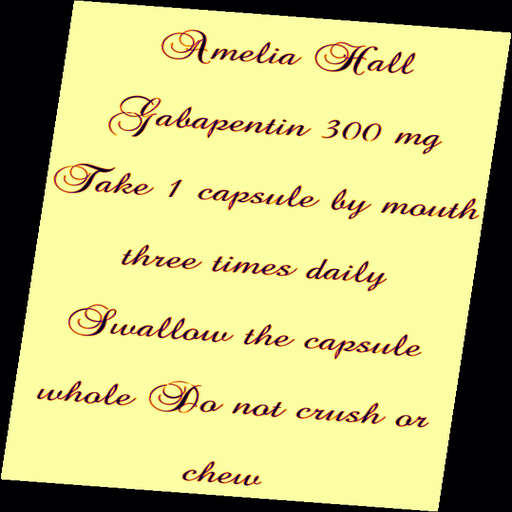 Amelia Hall
Gabapentin 300 mg
Take 1 capsule by mouth
three times daily
Swallow the capsule
whole Do not crush or
chew